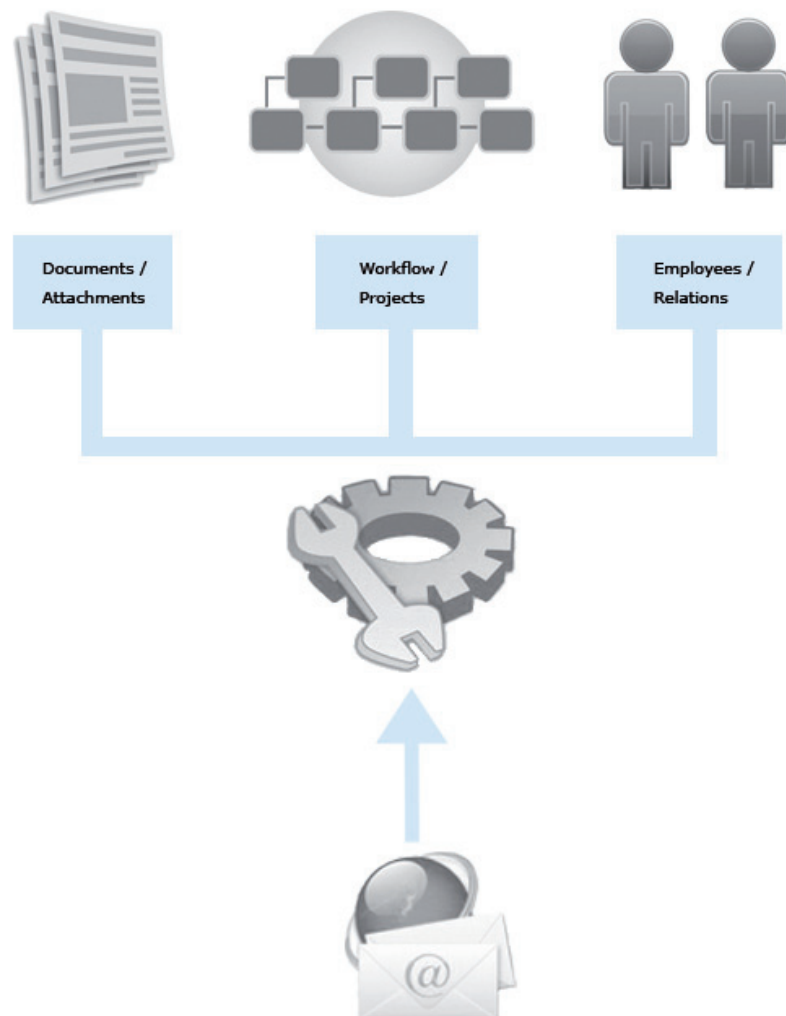 Documents /
Attachments
Workflow /
Projects
Employees /
Relations
@